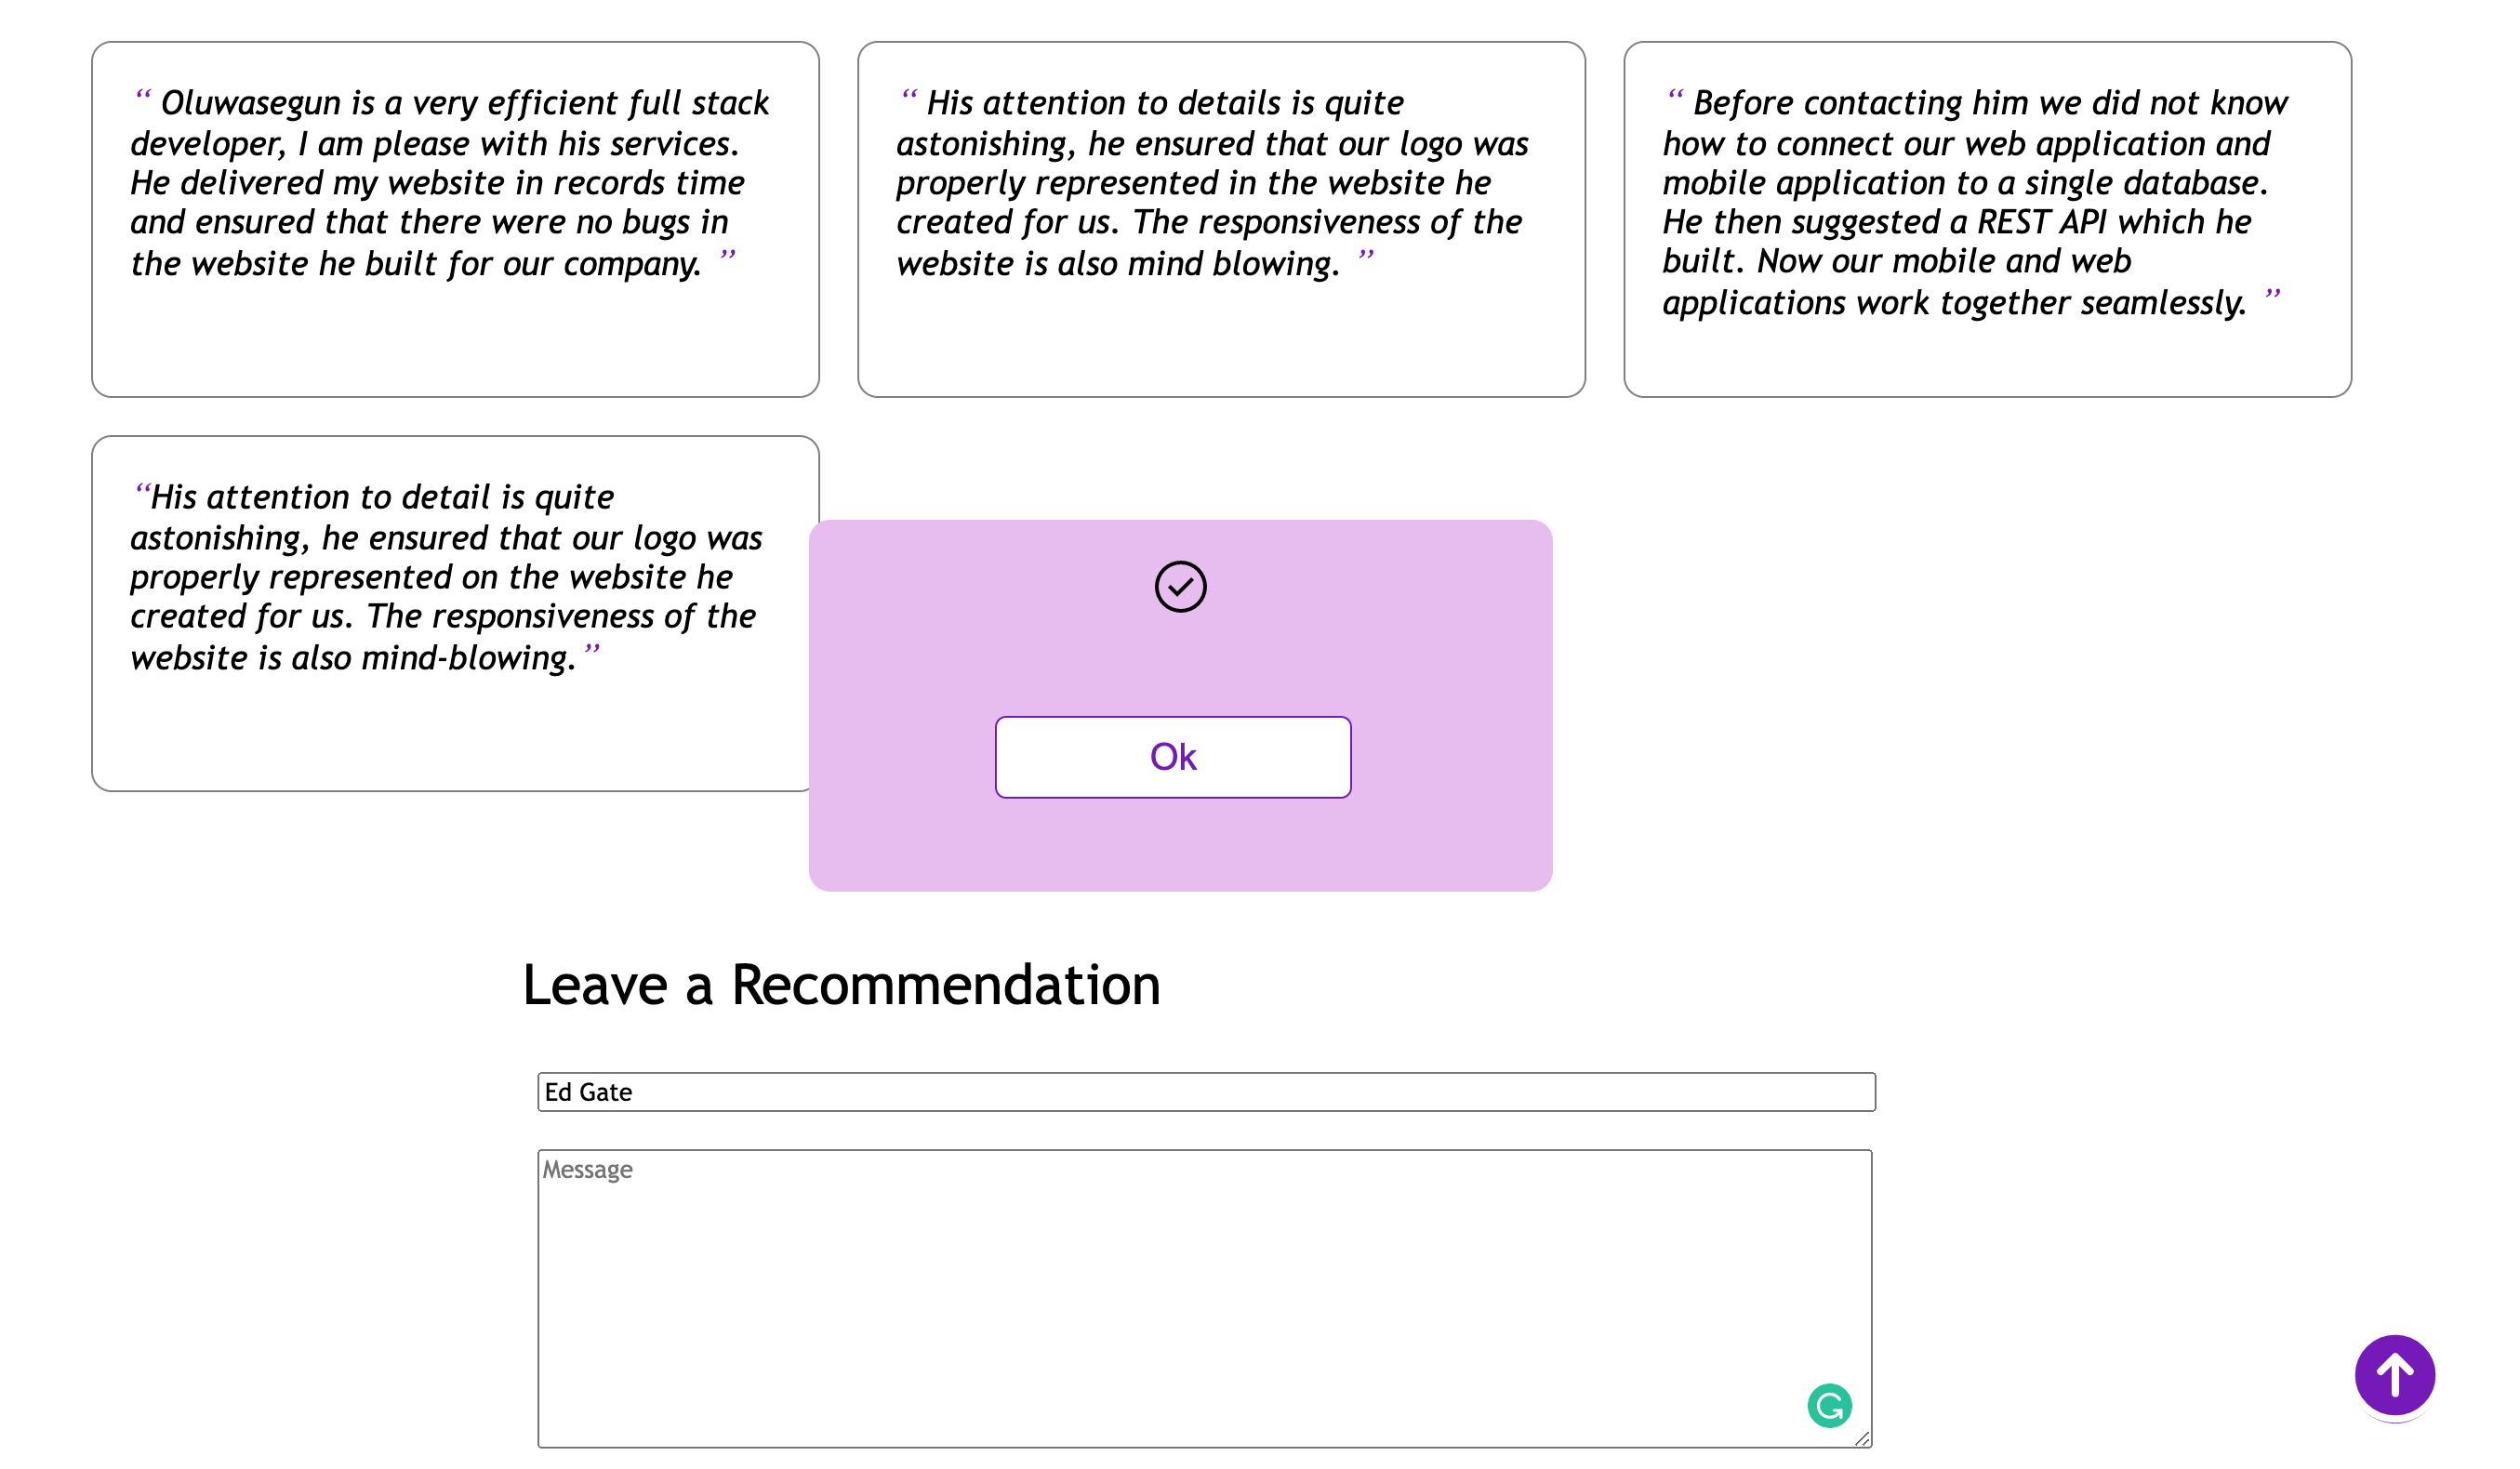 “ Oluwasegun is a very efficient full stack
developer, I am please with his services.
He delivered my website in records time
and ensured that there were no bugs in
the website he built for our company. ”
“ His attention to details is quite
astonishing, he ensured that our logo was
properly represented in the website he
created for us. The responsiveness of the
website is also mind blowing. ”
“ Before contacting him we did not know
how to connect our web application and
mobile application to a single database.
He then suggested a REST API which he
built. Now our mobile and web
applications work together seamlessly. ”
“His attention to detail is quite
astonishing, he ensured that our logo was
properly represented on the website he
created for us. The responsiveness of the
website is also mind-blowing.”
Ok
Leave a Recommendation
Ed Gate
Message